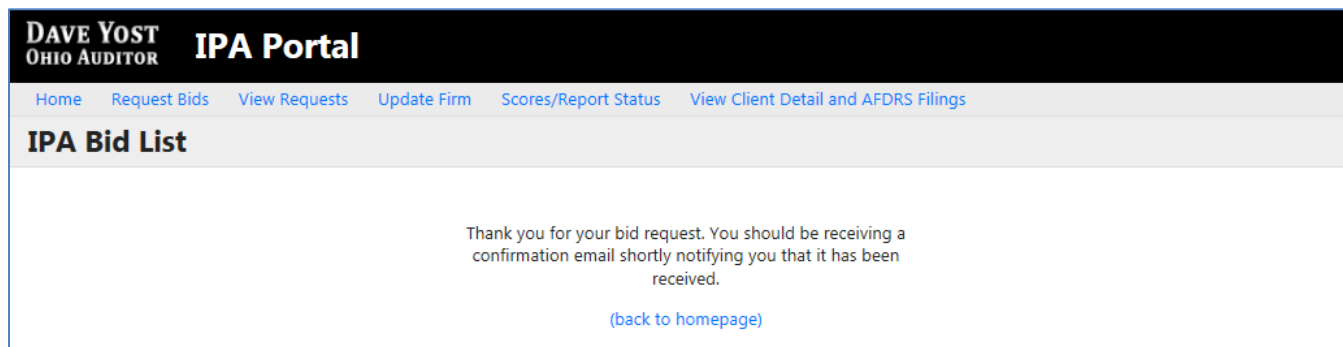 DAVE YOST
OHIO AUDITOR
IPA Portal
Home Request Bids View Requests Update Firm Scores/Report Status View Client Detail and AFDRS Filings
IPA Bid List
Thank you for your bid request. You should be receiving a
confirmation email shortly notifying you that it has been
received.
(back to homepage)